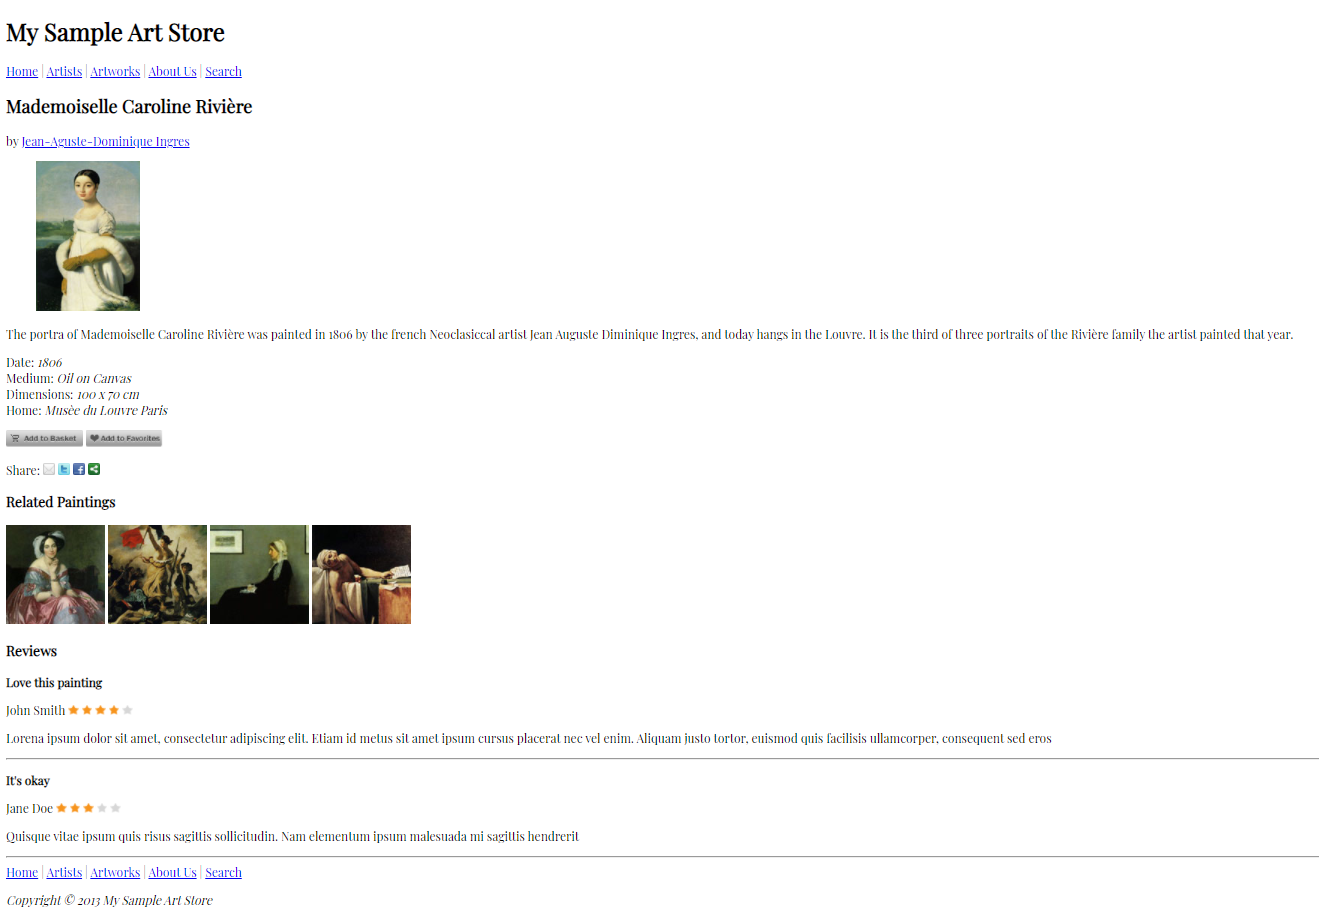 My Sample Art Store
Home | Artists | Artworks | About Us | Search
Mademoiselle Caroline Rivière
by Jean-Aguste-Dominique Ingres
The portra of Mademoiselle Caroline Rivière was painted in 1806 by the french Neoclasiccal artist Jean Auguste Diminique Ingres, and today hangs in the Louvre. It is the third of three portraits of the Rivière family the artist painted that year.
Date: 1806
Medium: Oil on Canvas
Dimensions: 100 x 70 cm
Home: Musèe du Louvre Paris
Add to Basket Add to Favorites
Share:
Related Paintings
Reviews
Love this painting
John Smith
Lorena ipsum dolor sit amet, consectetur adipiscing elit. Etiam id metus sit amet ipsum cursus placerat nec vel enim. Aliquam justo tortor, euismod quis facilisis ullamcorper, consequent sed eros
It's okay
Jane Doe
Quisque vitae ipsum quis risus sagittis sollicitudin. Nam elementum ipsum malesuada mi sagittis hendrerit
Home | Artists | Artworks | About Us | Search
Copyright © 2013 My Sample Art Store